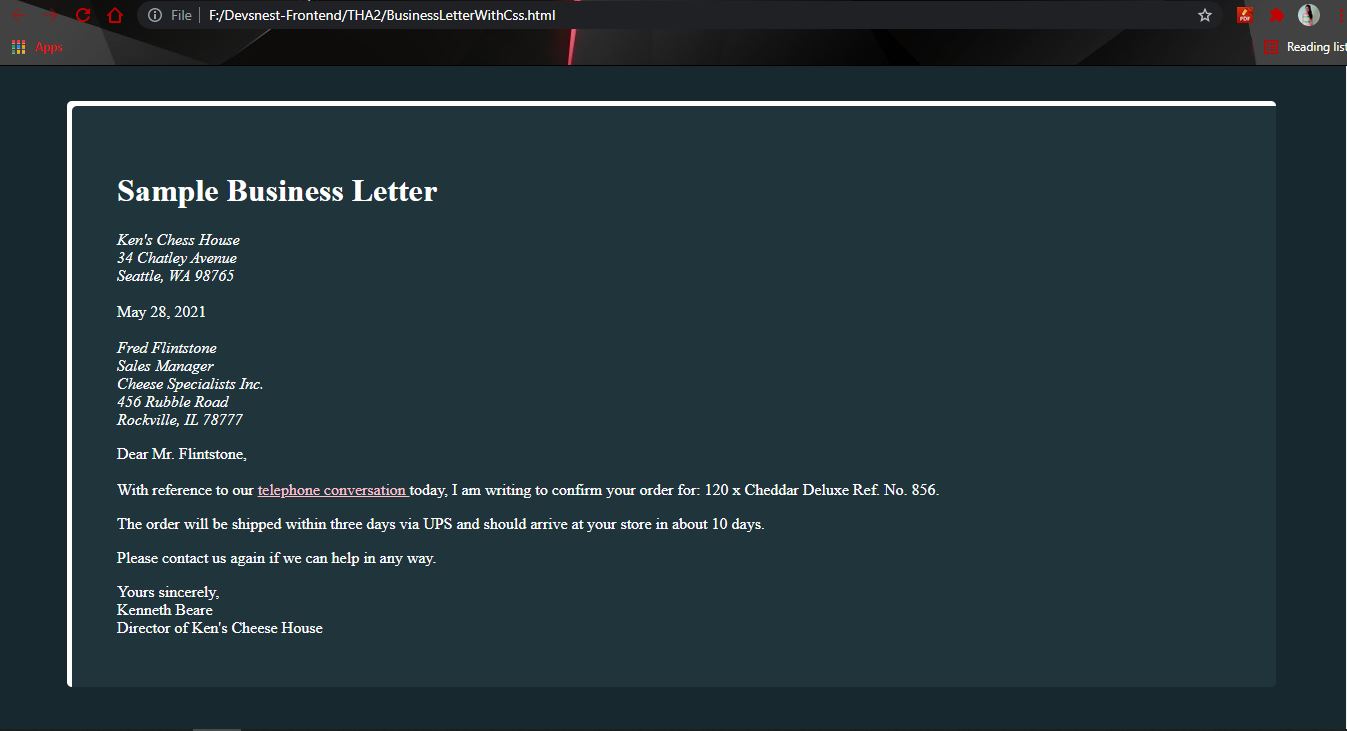 File
F:/Devsnest-Frontend/THA2/BusinessLetterWithCss.html
PDF
Apps
Reading list
Sample Business Letter
Ken's Chess House
34 Chatley Avenue
Seattle, WA 98765
May 28, 2021
Fred Flintstone
Sales Manager
Cheese Specialists Inc.
456 Rubble Road
Rockville, IL 78777
Dear Mr. Flintstone,
With reference to our telephone conversation today, I am writing to confirm your order for: 120 x Cheddar Deluxe Ref. No. 856.
The order will be shipped within three days via UPS and should arrive at your store in about 10 days.
Please contact us again if we can help in any way.
Yours sincerely,
Kenneth Beare
Director of Ken's Cheese House